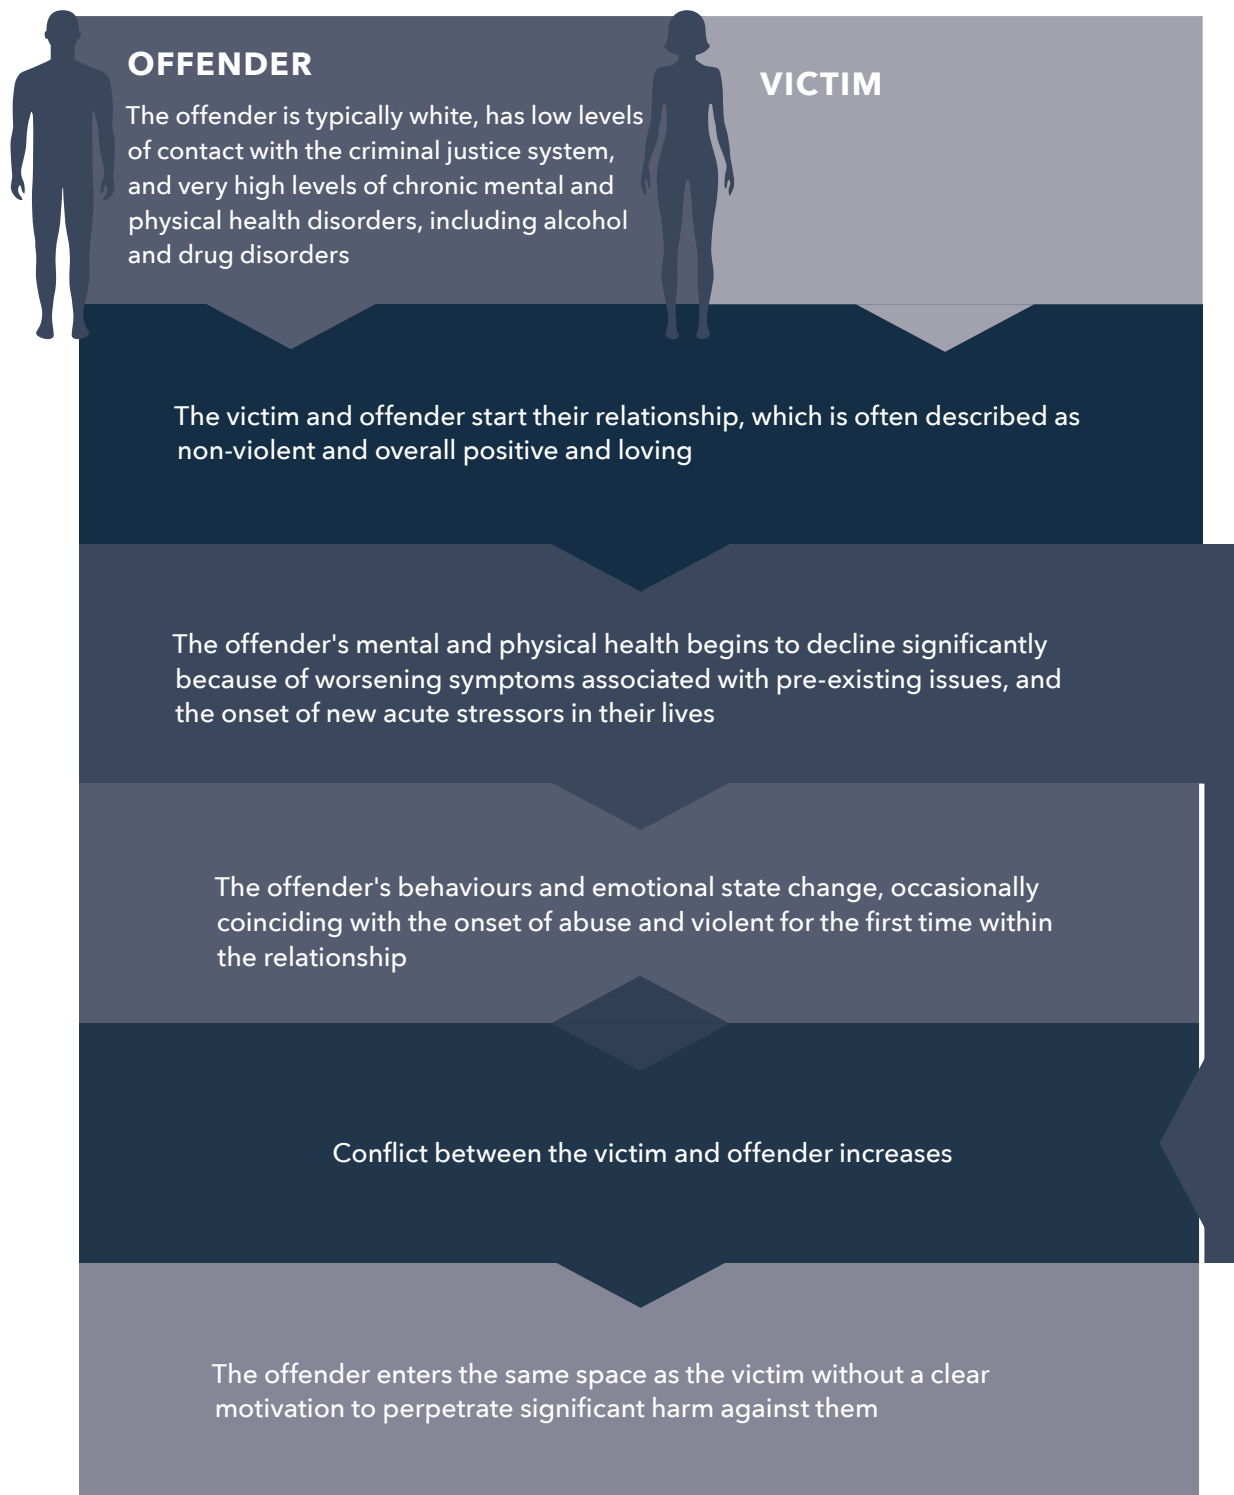 OFFENDER
The offender is typically white, has low levels
of contact with the criminal justice system,
and very high levels of chronic mental and
physical health disorders, including alcohol
and drug disorders
VICTIM
The victim and offender start their relationship, which is often described as
non-violent and overall positive and loving
The offender's mental and physical health begins to decline significantly
because of worsening symptoms associated with pre-existing issues, and
the onset of new acute stressors in their lives
The offender's behaviours and emotional state change, occasionally
coinciding with the onset of abuse and violent for the first time within
the relationship
Conflict between the victim and offender increases
The offender enters the same space as the victim without a clear
motivation to perpetrate significant harm against them